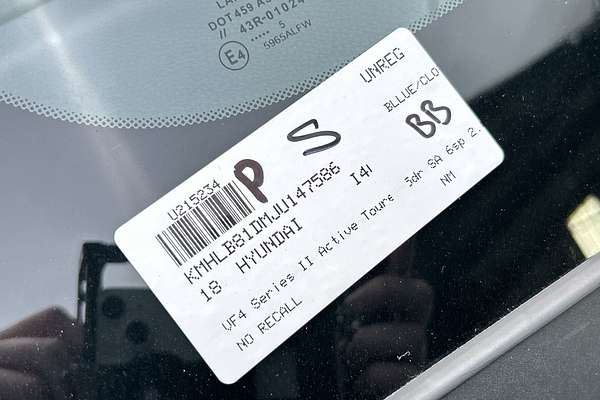 DOT459 A
// 43R-01024
..... 5
E4
5965ALFW
UNREG
BLLUE/CLO
BB
P S
U215234
KMHLB81DMJU147586
18 HYUNDAI I4i
VF4 Series II Active Toure 5dr SA 6sp 2.
NO RECALL NM